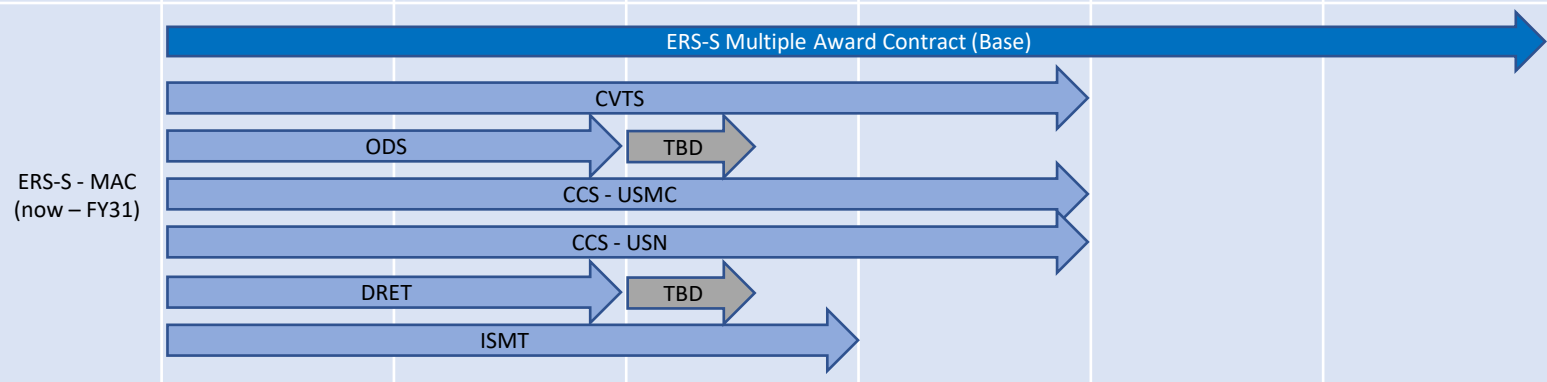 ERS-S Multiple Award Contract (Base)
CVTS
ODS
TBD
ERS-S - MAC
(now – FY31)
CCS - USMC
CCS - USN
DRET
TBD
ISMT